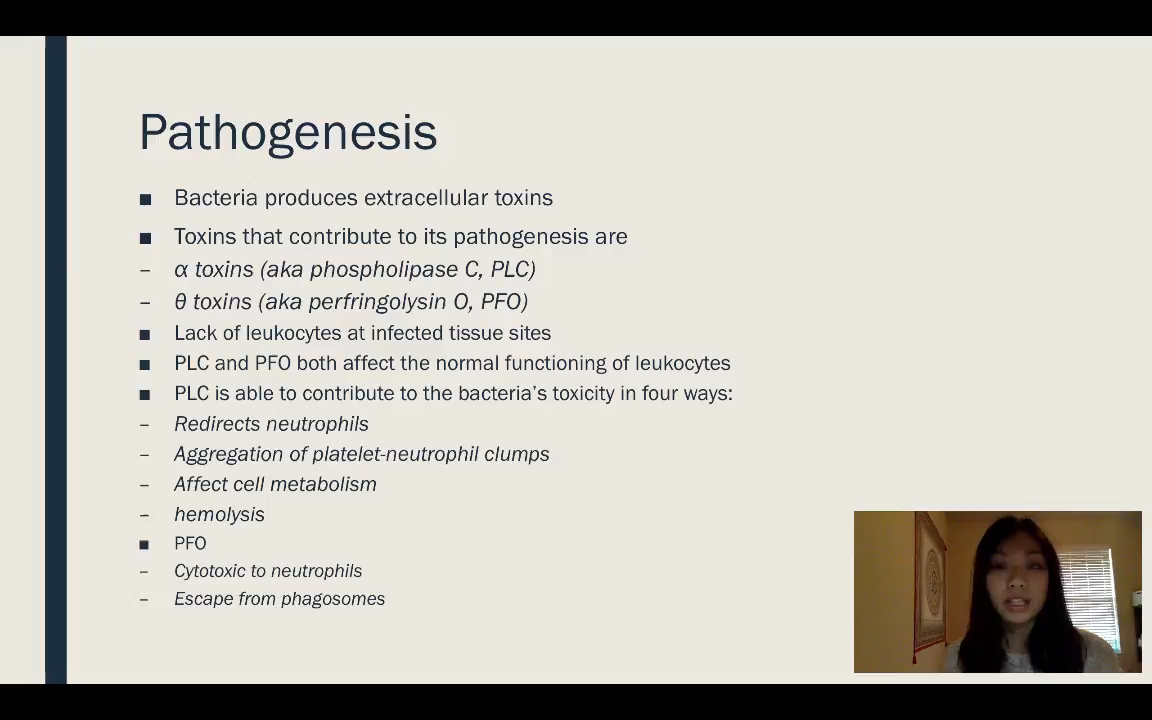 Pathogenesis
■ Bacteria produces extracellular toxins
■ Toxins that contribute to its pathogenesis are
– α toxins (aka phospholipase C, PLC)
– θ toxins (aka perfringolysin O, PFO)
■ Lack of leukocytes at infected tissue sites
■ PLC and PFO both affect the normal functioning of leukocytes
■ PLC is able to contribute to the bacteria’s toxicity in four ways:
– Redirects neutrophils
– Aggregation of platelet-neutrophil clumps
– Affect cell metabolism
– hemolysis
■ PFO
– Cytotoxic to neutrophils
– Escape from phagosomes